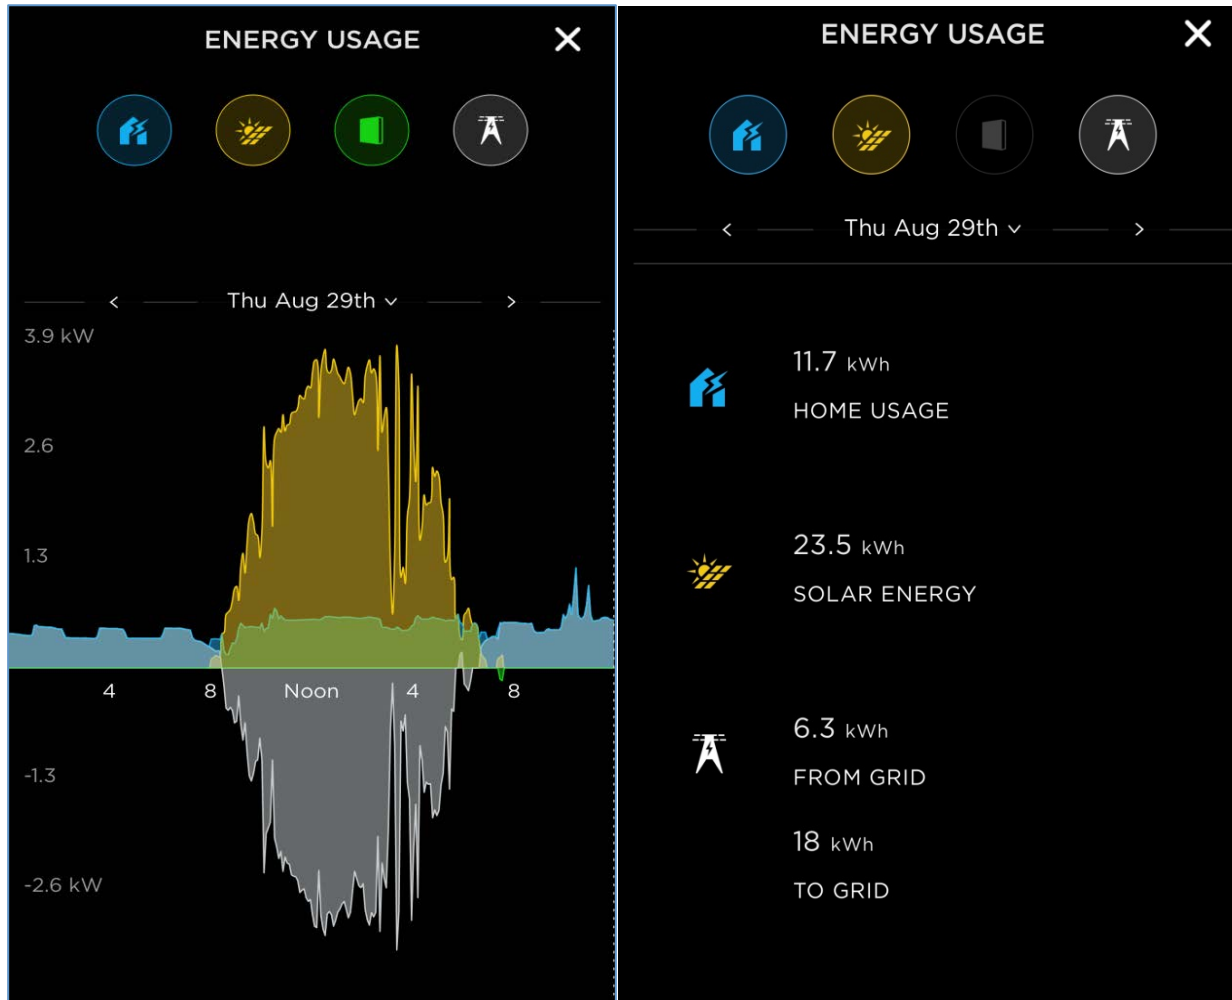 ENERGY USAGE
Thu Aug 29th
3.9 kW
2.6
1.3
4 8 Noon 4 8
-1.3
-2.6 kW
ENERGY USAGE
Thu Aug 29th
11.7 kWh
HOME USAGE
23.5 kWh
SOLAR ENERGY
6.3 kWh
FROM GRID
18 kWh
TO GRID